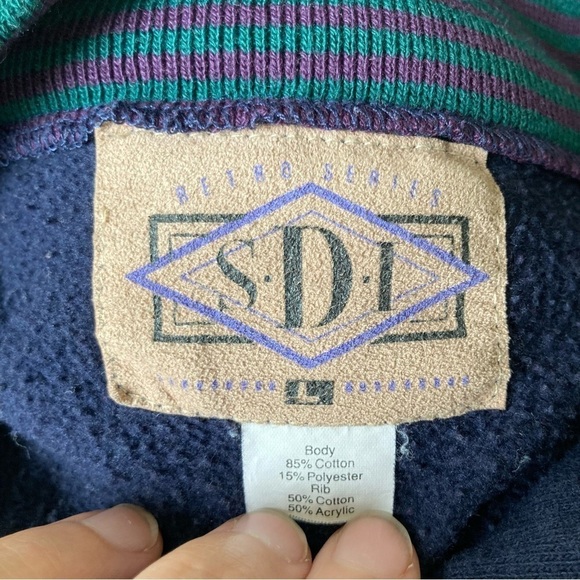 RETRO SERIES
S·D·I
L
Body
85% Cotton
15% Polyester
Rib
50% Cotton
50% Acrylic